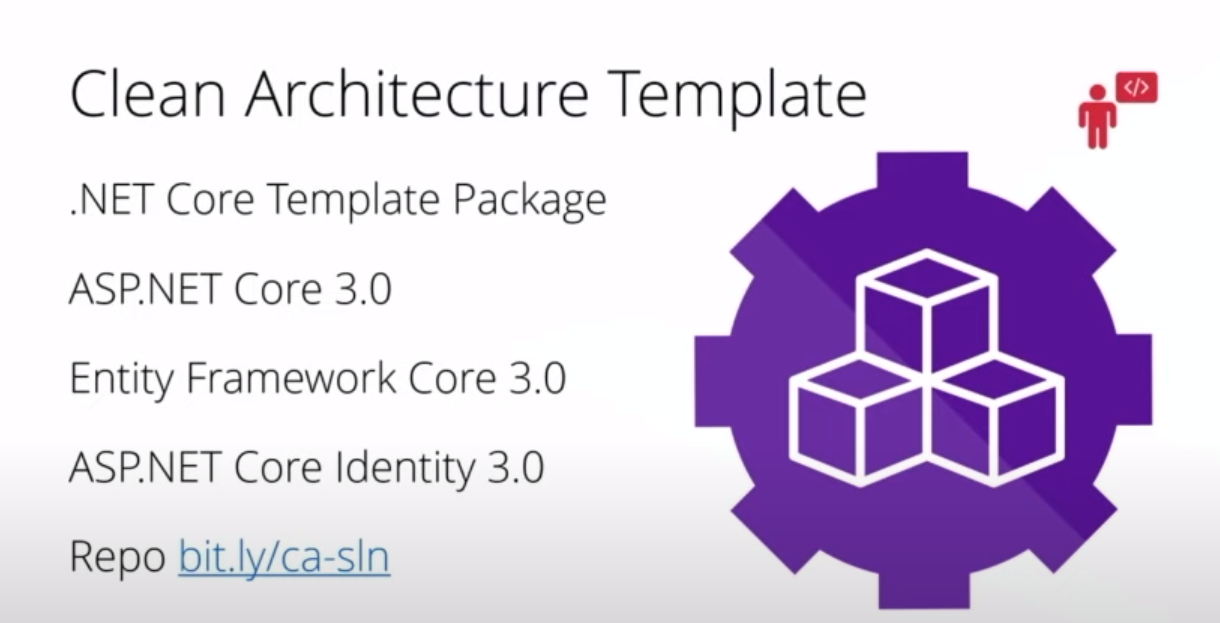 Clean Architecture Template
</>
.NET Core Template Package
ASP.NET Core 3.0
Entity Framework Core 3.0
ASP.NET Core Identity 3.0
Repo bit.ly/ca-sln